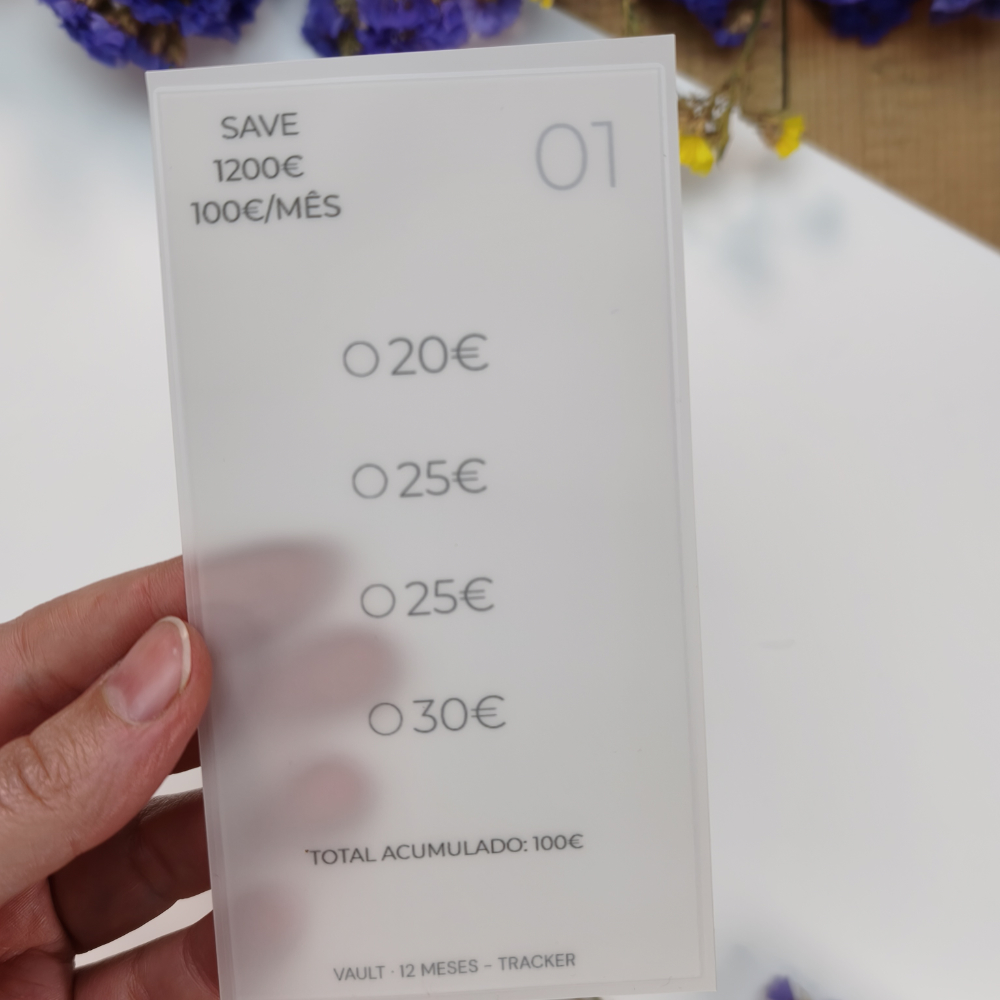 SAVE
1200€
100€/MÊS
01
20€
25€
25€
30€
*TOTAL ACUMULADO: 100€
VAULT · 12 MESES - TRACKER